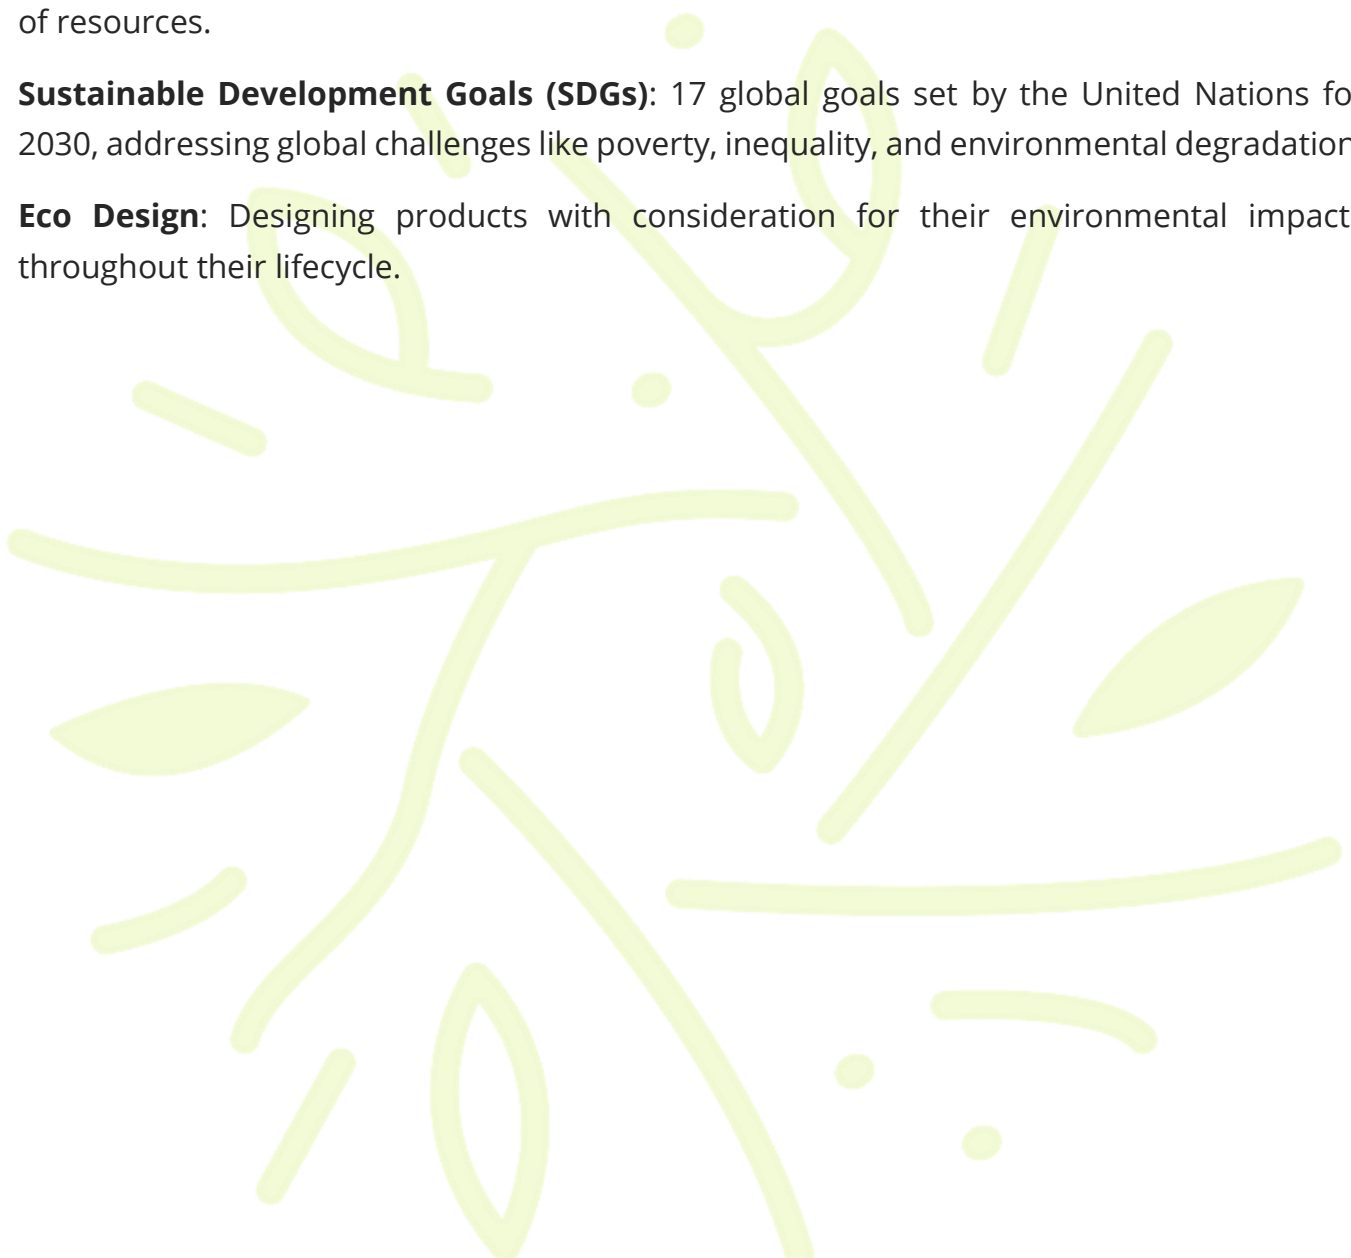 of resources.
Sustainable Development Goals (SDGs): 17 global goals set by the United Nations fo
2030, addressing global challenges like poverty, inequality, and environmental degradation
Eco Design: Designing products with consideration for their environmental impact
throughout their lifecycle.